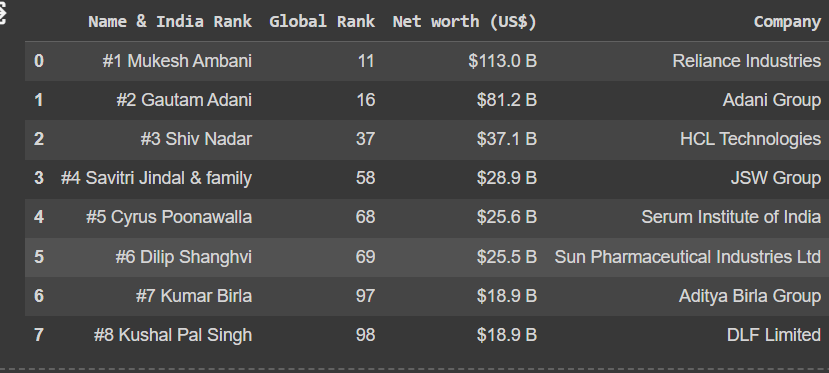 Name & India Rank Global Rank Net worth (US$) Company
0 #1 Mukesh Ambani 11 $113.0 B Reliance Industries
1 #2 Gautam Adani 16 $81.2 B Adani Group
2 #3 Shiv Nadar 37 $37.1 B HCL Technologies
3 #4 Savitri Jindal & family 58 $28.9 B JSW Group
4 #5 Cyrus Poonawalla 68 $25.6 B Serum Institute of India
5 #6 Dilip Shanghvi 69 $25.5 B Sun Pharmaceutical Industries Ltd
6 #7 Kumar Birla 97 $18.9 B Aditya Birla Group
7 #8 Kushal Pal Singh 98 $18.9 B DLF Limited